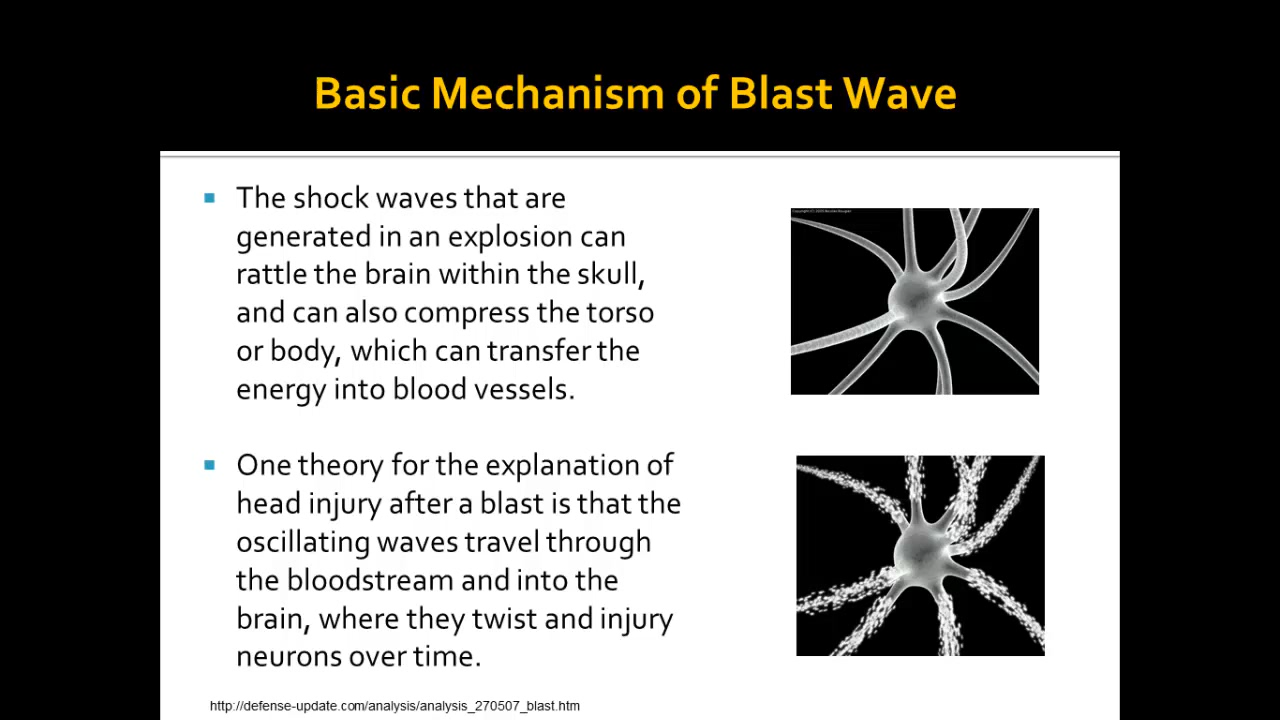 Basic Mechanism of Blast Wave
The shock waves that are
generated in an explosion can
rattle the brain within the skull,
and can also compress the torso
or body, which can transfer the
energy into blood vessels.
One theory for the explanation of
head injury after a blast is that the
oscillating waves travel through
the bloodstream and into the
brain, where they twist and injury
neurons over time.
http://defense-update.com/analysis/analysis_270507_blast.htm